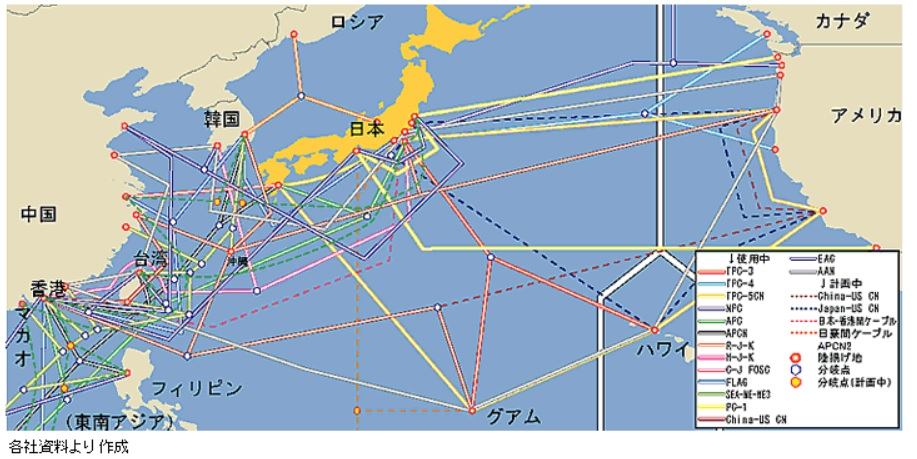 ロシア
カナダ
韓国
日本
アメリカ
中国
台湾
沖縄
香港
マカオ
ハワイ
フィリピン
グアム
(東南アジア)
↓使用中
TPC-3
TPC-4
TPC-5CN
NPC
APC
APCN
R-J-K
H-J-K
G-J FOSC
FLAG
SEA-ME-WE3
PC-1
China-US CN
EAC
AAN
↓計画中
China-US CN
Japan-US CN
日本-香港間ケーブル
日豪間ケーブル
APCN2
陸揚げ地
分岐点
分岐点(計画中)
各社資料より作成